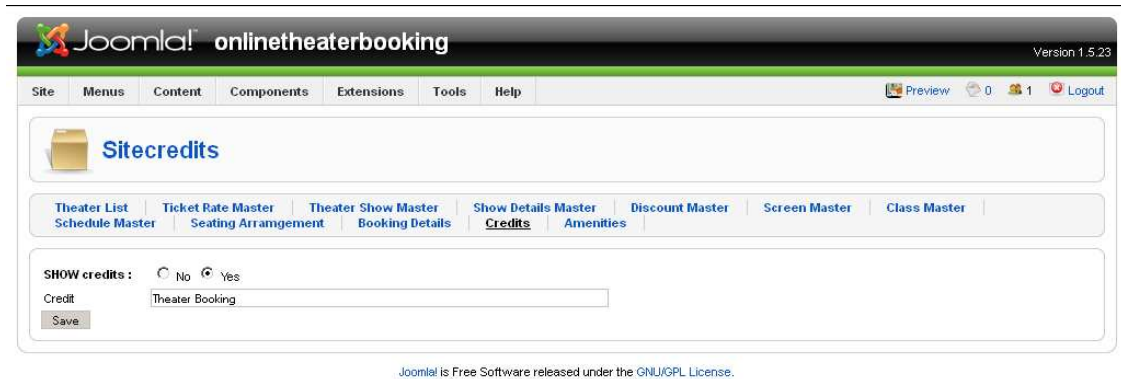 Joomla! onlinetheaterbooking
Version 1.5.23
Site Menus Content Components Extensions Tools Help Preview 0 1 Logout
Sitecredits
Theater List Ticket Rate Master Theater Show Master Show Details Master Discount Master Screen Master Class Master
Schedule Master Seating Arramgement Booking Details Credits Amenities
SHOW credits : No Yes
Credit Theater Booking
Save
Joomla! is Free Software released under the GNU/GPL License.